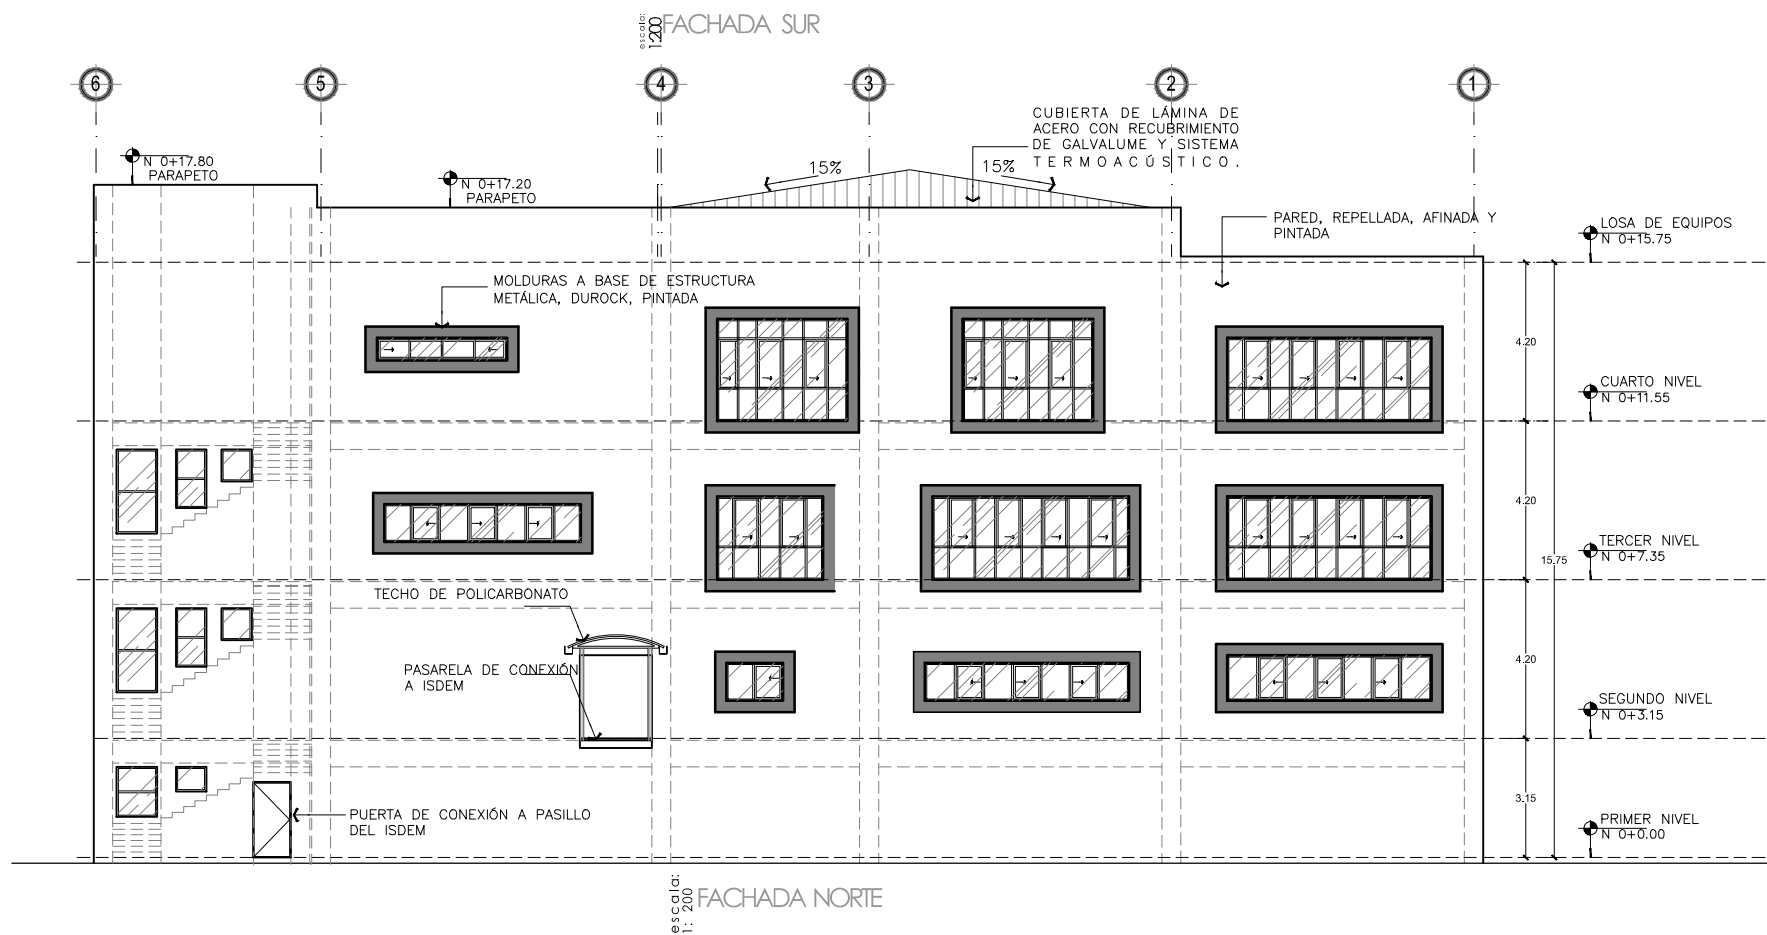 escala:
1:200
FACHADA SUR
6
5
4
3
2
1
CUBIERTA DE LÁMINA DE
ACERO CON RECUBRIMIENTO
DE GALVALUME Y SISTEMA
TERMOACÚSTICO.
N 0+17.80
PARAPETO
15%
15%
N 0+17.20
PARAPETO
PARED, REPELLADA, AFINADA Y
PINTADA
LOSA DE EQUIPOS
N 0+15.75
MOLDURAS A BASE DE ESTRUCTURA
METÁLICA, DUROCK, PINTADA
4.20
CUARTO NIVEL
N 0+11.55
4.20
TERCER NIVEL
N 0+7.35
15.75
TECHO DE POLICARBONATO
PASARELA DE CONEXIÓN
A ISDEM
4.20
SEGUNDO NIVEL
N 0+3.15
3.15
PUERTA DE CONEXIÓN A PASILLO
DEL ISDEM
PRIMER NIVEL
N 0+0.00
escala:
1: 200
FACHADA NORTE